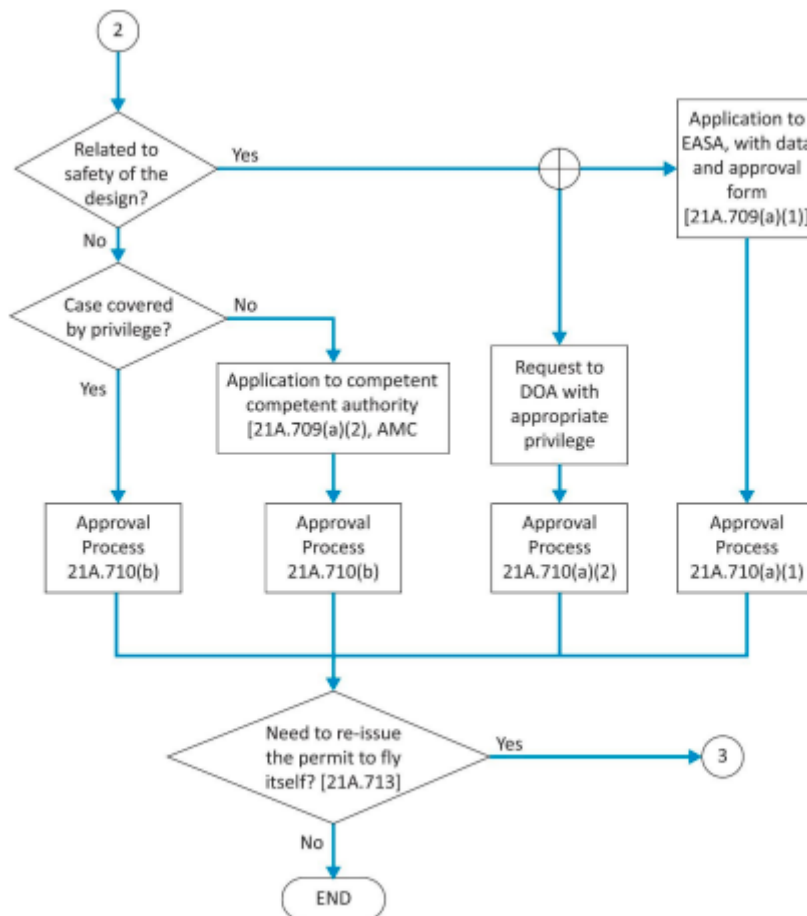 2
Related to
safety of the
design?
Yes
No
Application to
EASA, with data
and approval
form
[21A.709(a)(1)]
Case covered
by privilege?
No
Yes
Application to competent
competent authority
[21A.709(a)(2), AMC
Request to
DOA with
appropriate
privilege
Approval
Process
21A.710(b)
Approval
Process
21A.710(b)
Approval
Process
21A.710(a)(2)
Approval
Process
21A.710(a)(1)
Need to re-issue
the permit to fly
itself? [21A.713]
Yes
3
No
END